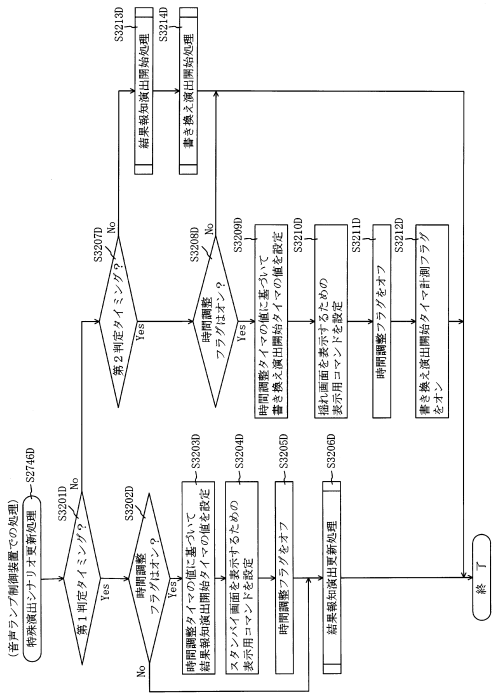 (音声ランプ制御装置での処理)
特殊演出シナリオ更新処理
S2746D
第1判定タイミング？
S3201D
No
Yes
時間調整
フラグはオン？
S3202D
No
Yes
時間調整タイマの値に基づいて
結果報知演出開始タイマの値を設定
S3203D
スタンバイ画面を表示するための
表示用コマンドを設定
S3204D
時間調整フラグをオフ
S3205D
結果報知演出更新処理
S3206D
第2判定タイミング？
S3207D
No
Yes
時間調整
フラグはオン？
S3208D
No
Yes
時間調整タイマの値に基づいて
書き換え演出開始タイマの値を設定
S3209D
揺れ画面を表示するための
表示用コマンドを設定
S3210D
時間調整フラグをオフ
S3211D
書き換え演出開始タイマ計測フラグ
をオン
S3212D
結果報知演出開始処理
S3213D
書き換え演出開始処理
S3214D
終　了